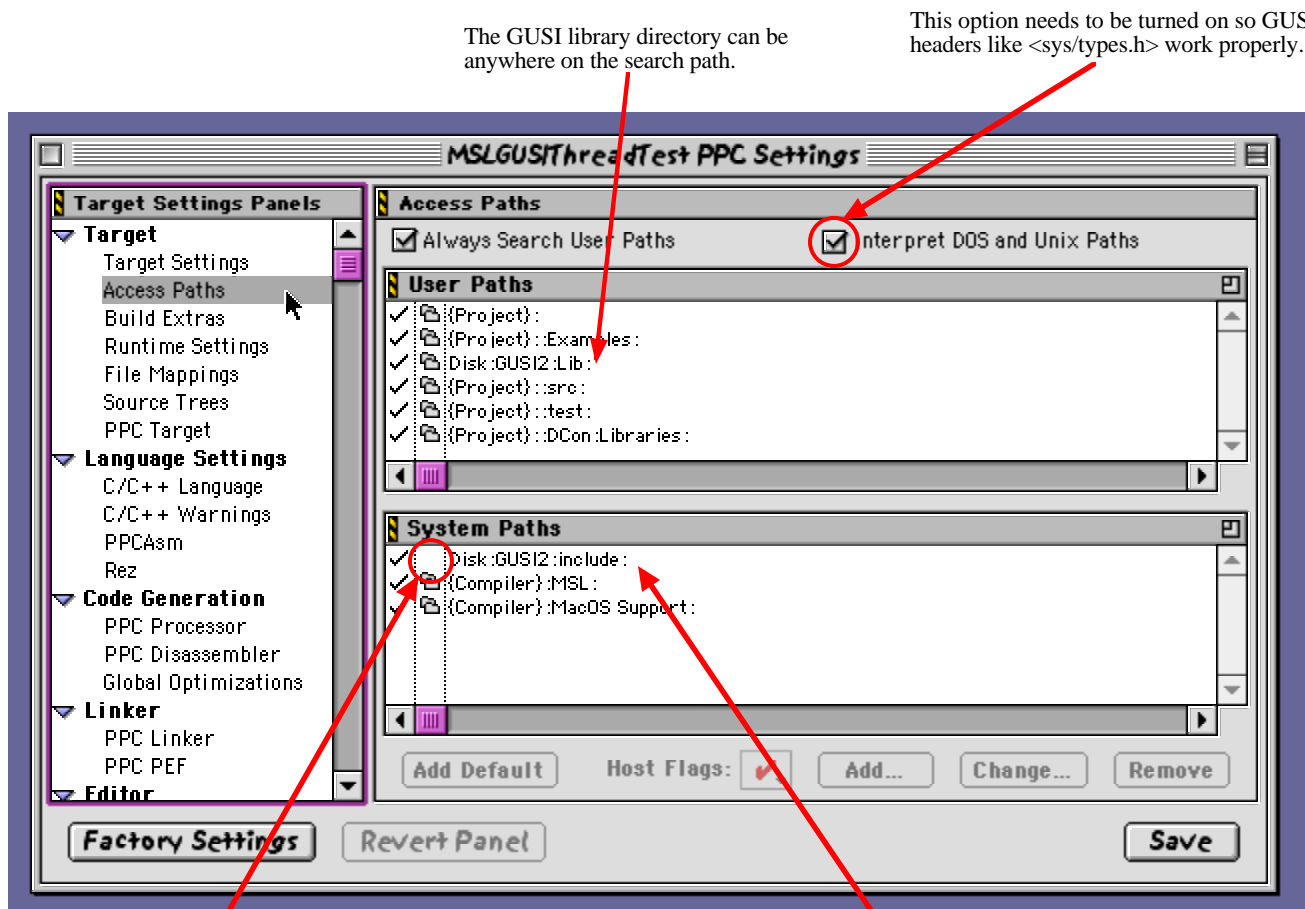 The GUSI library directory can be
anywhere on the search path.
This option needs to be turned on so GUS
headers like <sys/types.h> work properly.
MSLGUSIThreadTest PPC Settings
Target Settings Panels
Target
Target Settings
Access Paths
Build Extras
Runtime Settings
File Mappings
Source Trees
PPC Target
Language Settings
C/C++ Language
C/C++ Warnings
PPCAsm
Rez
Code Generation
PPC Processor
PPC Disassembler
Global Optimizations
Linker
PPC Linker
PPC PEF
Editor
Access Paths
Always Search User Paths
Interpret DOS and Unix Paths
User Paths
{Project}:
{Project}::Examples:
Disk:GUSI2:Lib:
{Project}::src:
{Project}::test:
{Project}::DCon:Libraries:
System Paths
Disk:GUSI2:include:
{Compiler}:MSL:
{Compiler}:MacOS Support:
Add Default
Host Flags:
Add...
Change...
Remove
Factory Settings
Revert Panel
Save